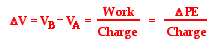 ΔV = V_B − V_A = Work / Charge = ΔPE / Charge